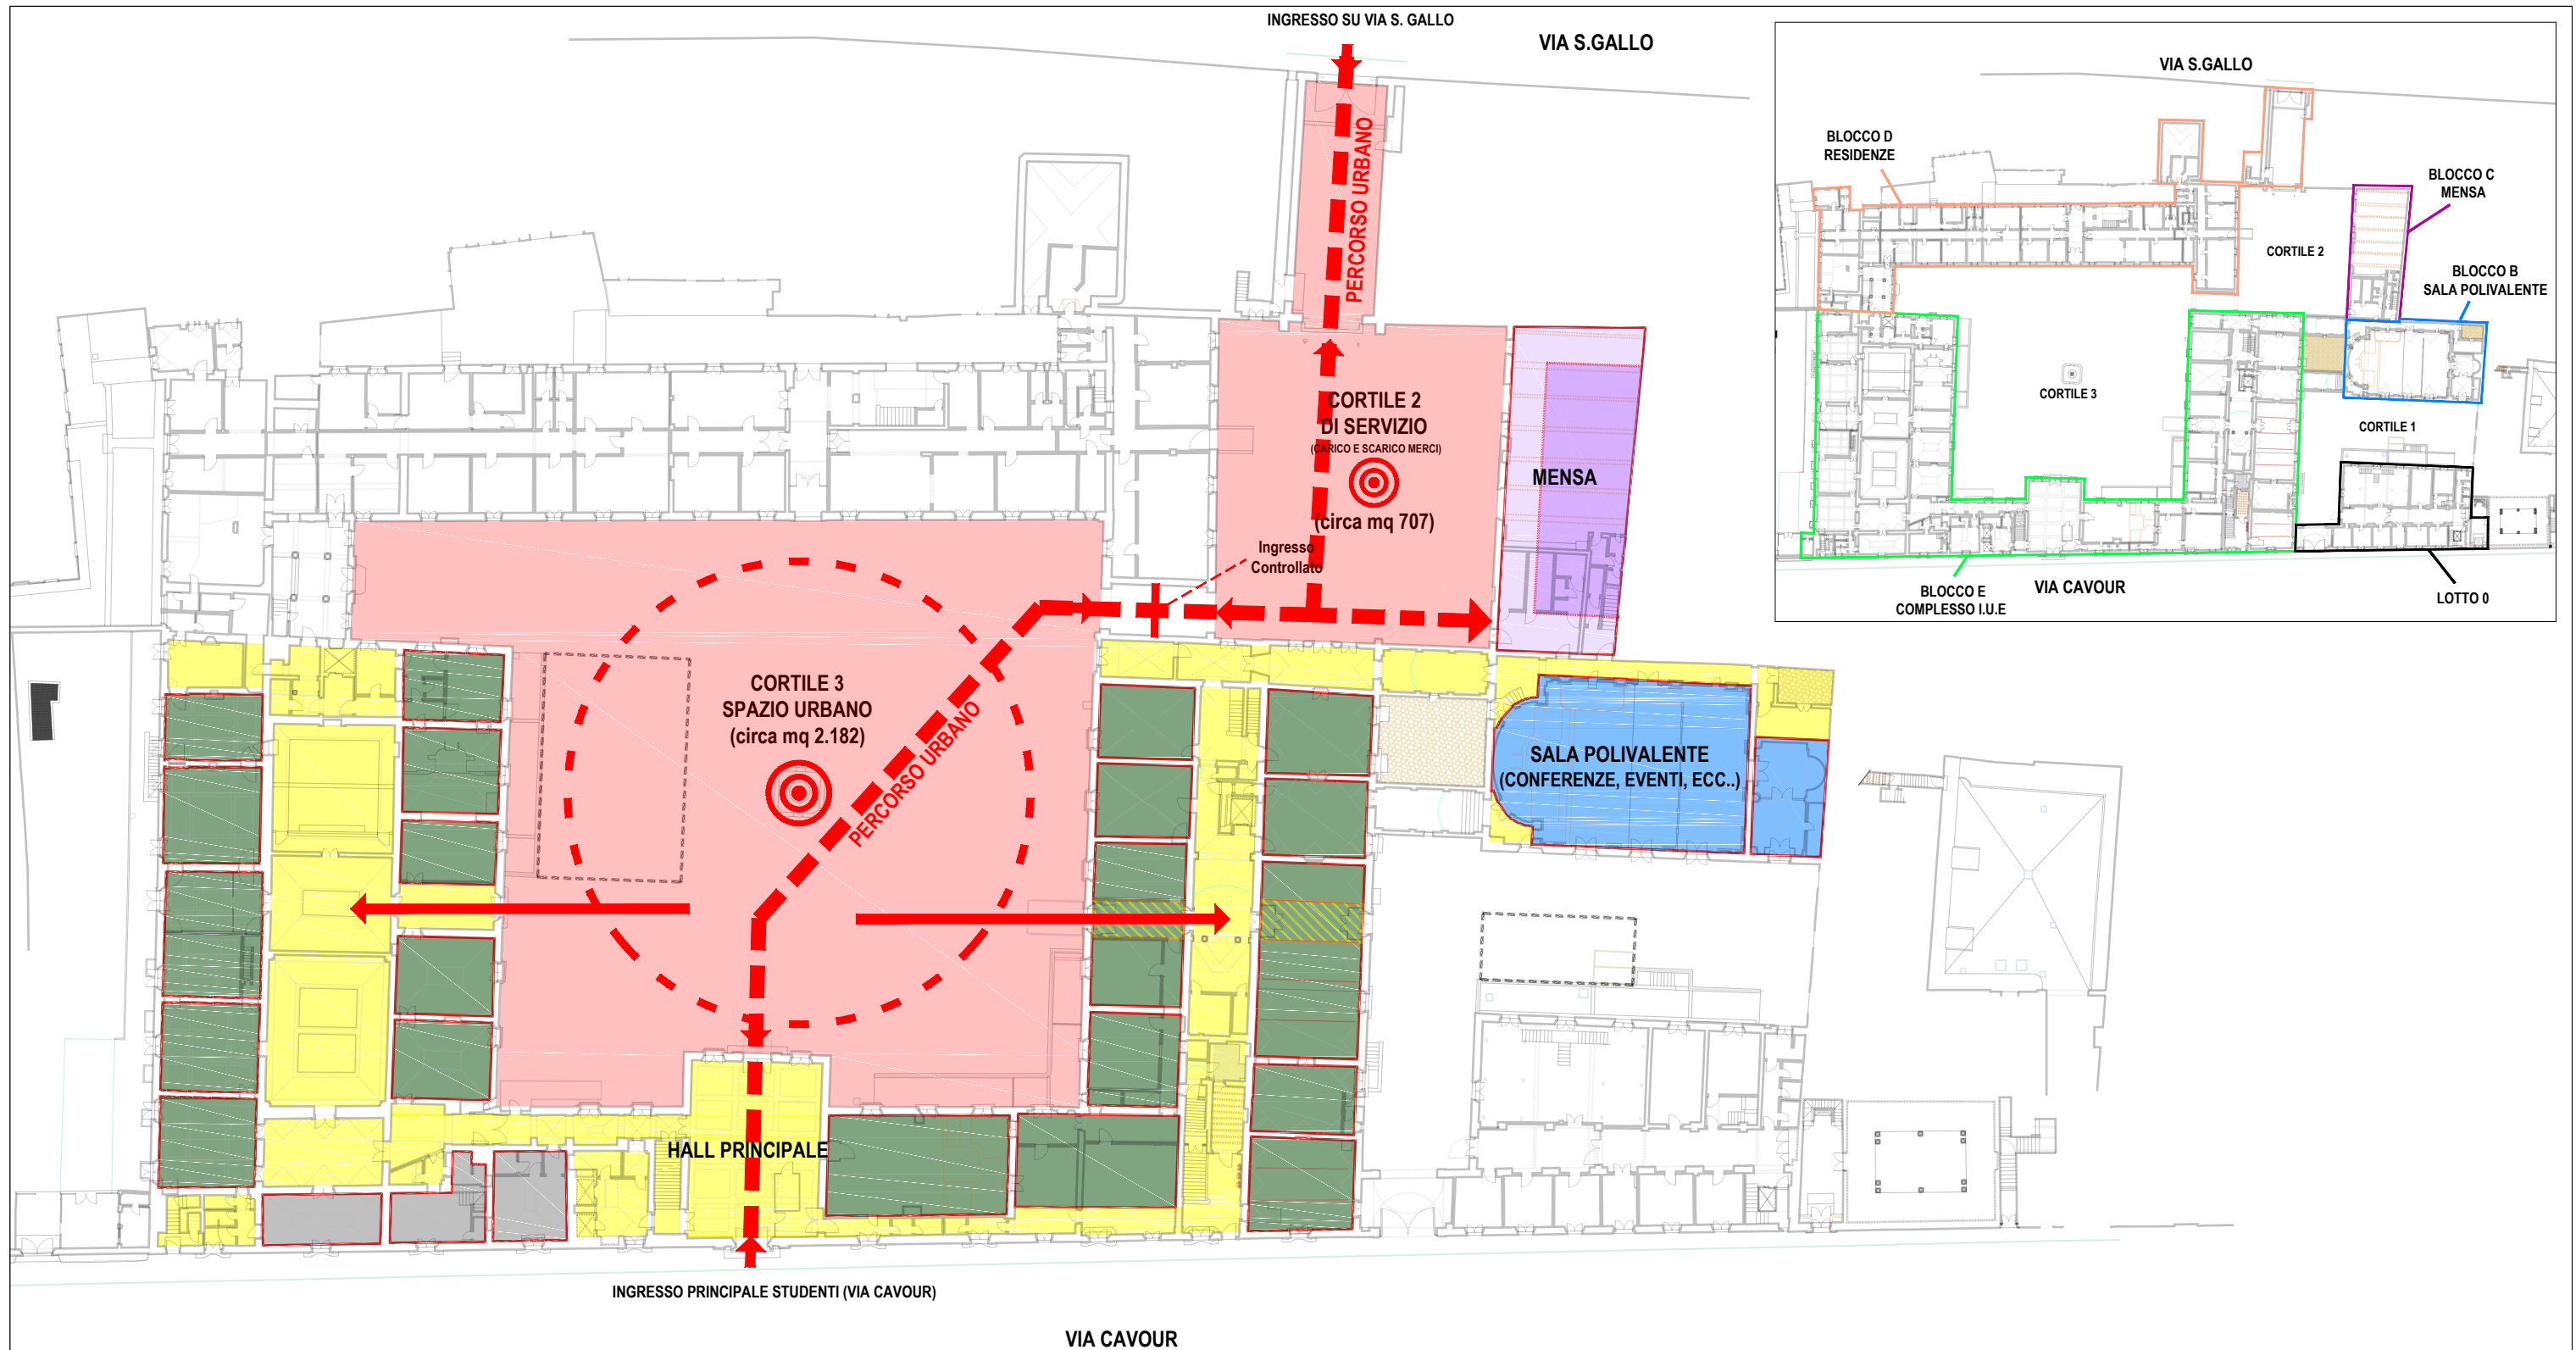 INGRESSO SU VIA S. GALLO
VIA S.GALLO
PERCORSO URBANO
CORTILE 2
DI SERVIZIO
(CARICO E SCARICO MERCI)
(circa mq 707)
MENSA
Ingresso
Controllato
CORTILE 3
SPAZIO URBANO
(circa mq 2.182)
PERCORSO URBANO
SALA POLIVALENTE
(CONFERENZE, EVENTI, ECC..)
HALL PRINCIPALE
INGRESSO PRINCIPALE STUDENTI (VIA CAVOUR)
VIA CAVOUR
VIA S.GALLO
BLOCCO D
RESIDENZE
BLOCCO C
MENSA
CORTILE 2
BLOCCO B
SALA POLIVALENTE
CORTILE 3
CORTILE 1
BLOCCO E
COMPLESSO I.U.E
VIA CAVOUR
LOTTO 0